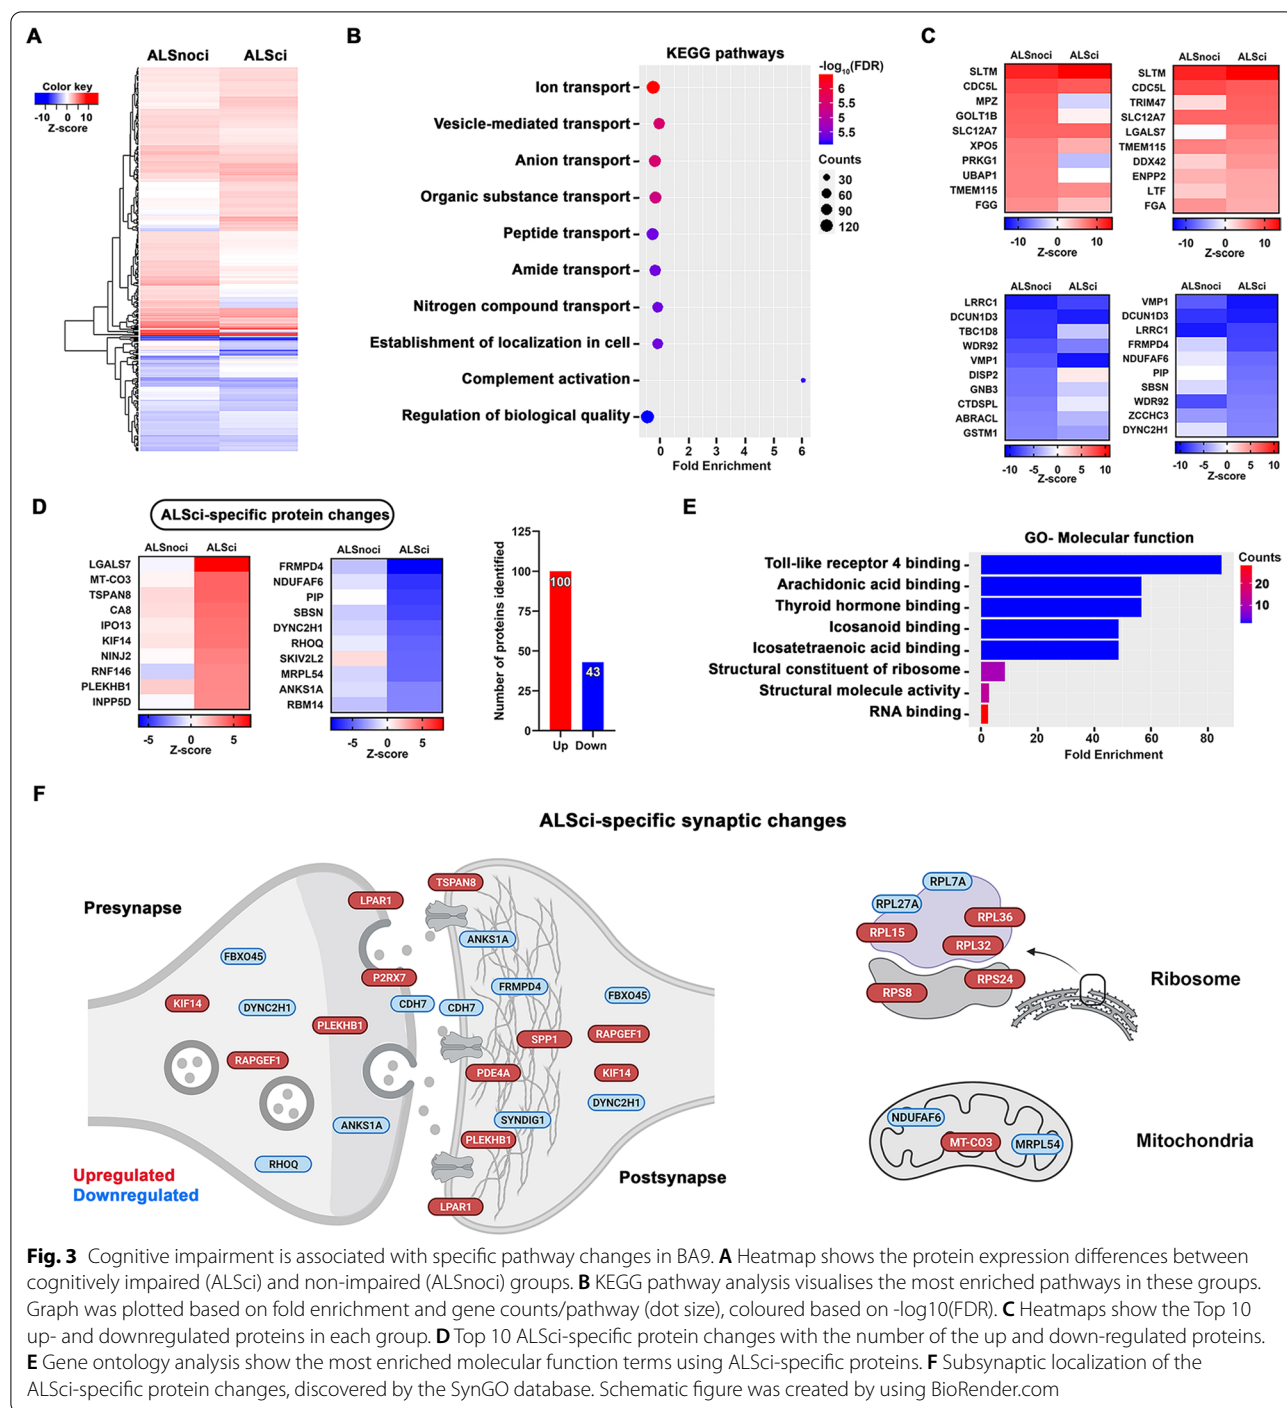 A
ALSnoci ALSci
Color key
-10 0 10
Z-score
B
KEGG pathways
Ion transport
Vesicle-mediated transport
Anion transport
Organic substance transport
Peptide transport
Amide transport
Nitrogen compound transport
Establishment of localization in cell
Complement activation
Regulation of biological quality
0 1 2 3 4 5 6
Fold Enrichment
-log10(FDR)
6
5.5
5.5
5.5
Counts
30
60
90
120
C
ALSnoci ALSci
SLTM
CDC5L
MPZ
GOLT1B
SLC12A7
XPO5
PRKG1
UBAP1
TMEM115
FGG
-10 0 10
Z-score
ALSnoci ALSci
SLTM
CDC5L
TRIM47
SLC12A7
LGALS7
TMEM115
DDX42
ENPP2
LTF
FGA
-10 0 10
Z-score
ALSnoci ALSci
LRRC1
DCUN1D3
TBC1D8
WDR92
VMP1
DISP2
GNB3
CTDSPL
ABRACL
GSTM1
-10 -5 0 5 10
Z-score
ALSnoci ALSci
VMP1
DCUN1D3
LRRC1
FRMPD4
NDUFAF6
PIP
SBSN
WDR92
ZCCHC3
DYNC2H1
-10 -5 0 5 10
Z-score
D
ALSci-specific protein changes
ALSnoci ALSci
LGALS7
MT-CO3
TSPAN8
CA8
IPO13
KIF14
NINJ2
RNF146
PLEKHB1
INPP5D
-5 0 5
Z-score
ALSnoci ALSci
FRMPD4
NDUFAF6
PIP
SBSN
DYNC2H1
RHOQ
SKIV2L2
MRPL54
ANKS1A
RBM14
-5 0 5
Z-score
Number of proteins identified
125
100
75
50
25
0
100
43
Up Down
E
GO- Molecular function
Toll-like receptor 4 binding
Arachidonic acid binding
Thyroid hormone binding
Icosanoid binding
Icosatetraenoic acid binding
Structural constituent of ribosome
Structural molecule activity
RNA binding
0 20 40 60 80
Fold Enrichment
Counts
20
10
F
ALSci-specific synaptic changes
Presynapse
LPAR1
FBXO45
P2RX7
KIF14
DYNC2H1
CDH7
PLEKHB1
RAPGEF1
ANKS1A
RHOQ
Upregulated
Downregulated
TSPAN8
ANKS1A
FRMPD4
FBXO45
CDH7
SPP1
RAPGEF1
PDE4A
KIF14
DYNC2H1
SYNDIG1
PLEKHB1
Postsynapse
LPAR1
RPL7A
RPL27A
RPL36
RPL15
RPL32
RPS24
RPS8
Ribosome
NDUFAF6
MT-CO3
MRPL54
Mitochondria
Fig. 3 Cognitive impairment is associated with specific pathway changes in BA9. A Heatmap shows the protein expression differences between
cognitively impaired (ALSci) and non-impaired (ALSnoci) groups. B KEGG pathway analysis visualises the most enriched pathways in these groups.
Graph was plotted based on fold enrichment and gene counts/pathway (dot size), coloured based on -log10(FDR). C Heatmaps show the Top 10
up- and downregulated proteins in each group. D Top 10 ALSci-specific protein changes with the number of the up and down-regulated proteins.
E Gene ontology analysis show the most enriched molecular function terms using ALSci-specific proteins. F Subsynaptic localization of the
ALSci-specific protein changes, discovered by the SynGO database. Schematic figure was created by using BioRender.com